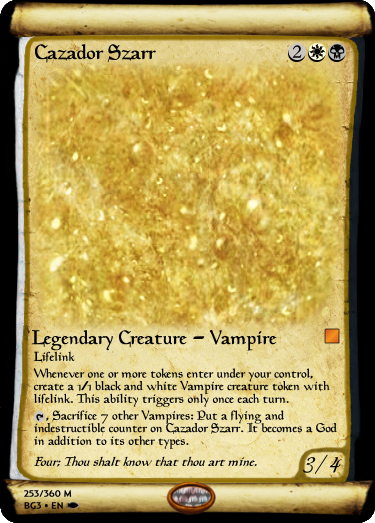 Cazador Szarr 2
Legendary Creature – Vampire
Lifelink
Whenever one or more tokens enter under your control,
create a 1/1 black and white Vampire creature token with
lifelink. This ability triggers only once each turn.
, Sacrifice 7 other Vampires: Put a flying and
indestructible counter on Cazador Szarr. It becomes a God
in addition to its other types.
Four; Thou shalt know that thou art mine.
3/4
253/360 M
BG3 • EN